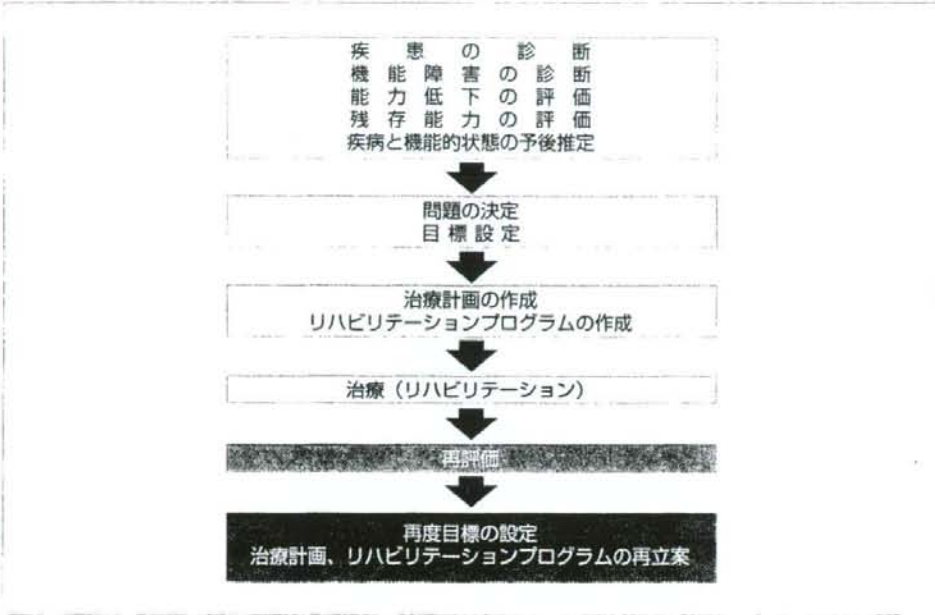 疾患の診断
機能障害の診断
能力低下の評価
残存能力の評価
疾病と機能的状態の予後推定
問題の決定
目標設定
治療計画の作成
リハビリテーションプログラムの作成
治療（リハビリテーション）
再評価
再度目標の設定
治療計画、リハビリテーションプログラムの再立案